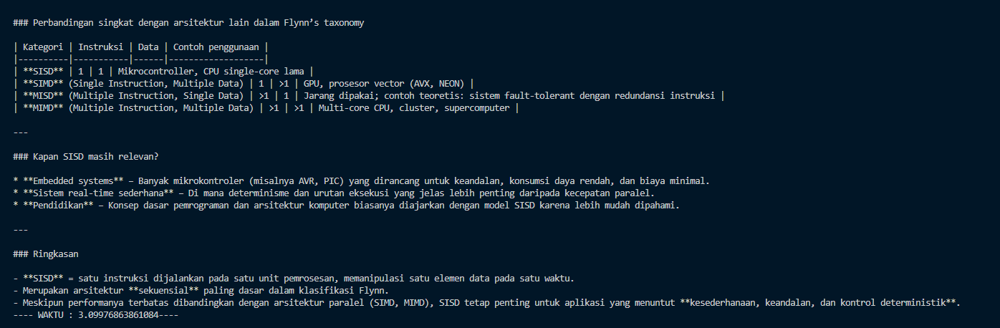 ### Perbandingan singkat dengan arsitektur lain dalam Flynn’s taxonomy
| Kategori | Instruksi | Data | Contoh penggunaan |
|----------|-----------|------|-------------------|
| **SISD** | 1 | 1 | Mikrocontroller, CPU single-core lama |
| **SIMD** (Single Instruction, Multiple Data) | 1 | >1 | GPU, prosesor vector (AVX, NEON) |
| **MISD** (Multiple Instruction, Single Data) | >1 | 1 | Jarang dipakai; contoh teoretis: sistem fault-tolerant dengan redundansi instruksi |
| **MIMD** (Multiple Instruction, Multiple Data) | >1 | >1 | Multi-core CPU, cluster, supercomputer |
---
### Kapan SISD masih relevan?
* **Embedded systems** – Banyak mikrokontroler (misalnya AVR, PIC) yang dirancang untuk keandalan, konsumsi daya rendah, dan biaya minimal.
* **Sistem real-time sederhana** – Di mana determinisme dan urutan eksekusi yang jelas lebih penting daripada kecepatan paralel.
* **Pendidikan** – Konsep dasar pemrograman dan arsitektur komputer biasanya diajarkan dengan model SISD karena lebih mudah dipahami.
---
### Ringkasan
- **SISD** = satu instruksi dijalankan pada satu unit pemrosesan, memanipulasi satu elemen data pada satu waktu.
- Merupakan arsitektur **sekuensial** paling dasar dalam klasifikasi Flynn.
- Meskipun performanya terbatas dibandingkan dengan arsitektur paralel (SIMD, MIMD), SISD tetap penting untuk aplikasi yang menuntut **kesederhanaan, keandalan, dan kontrol deterministik**.
---- WAKTU : 3.09976863861084----